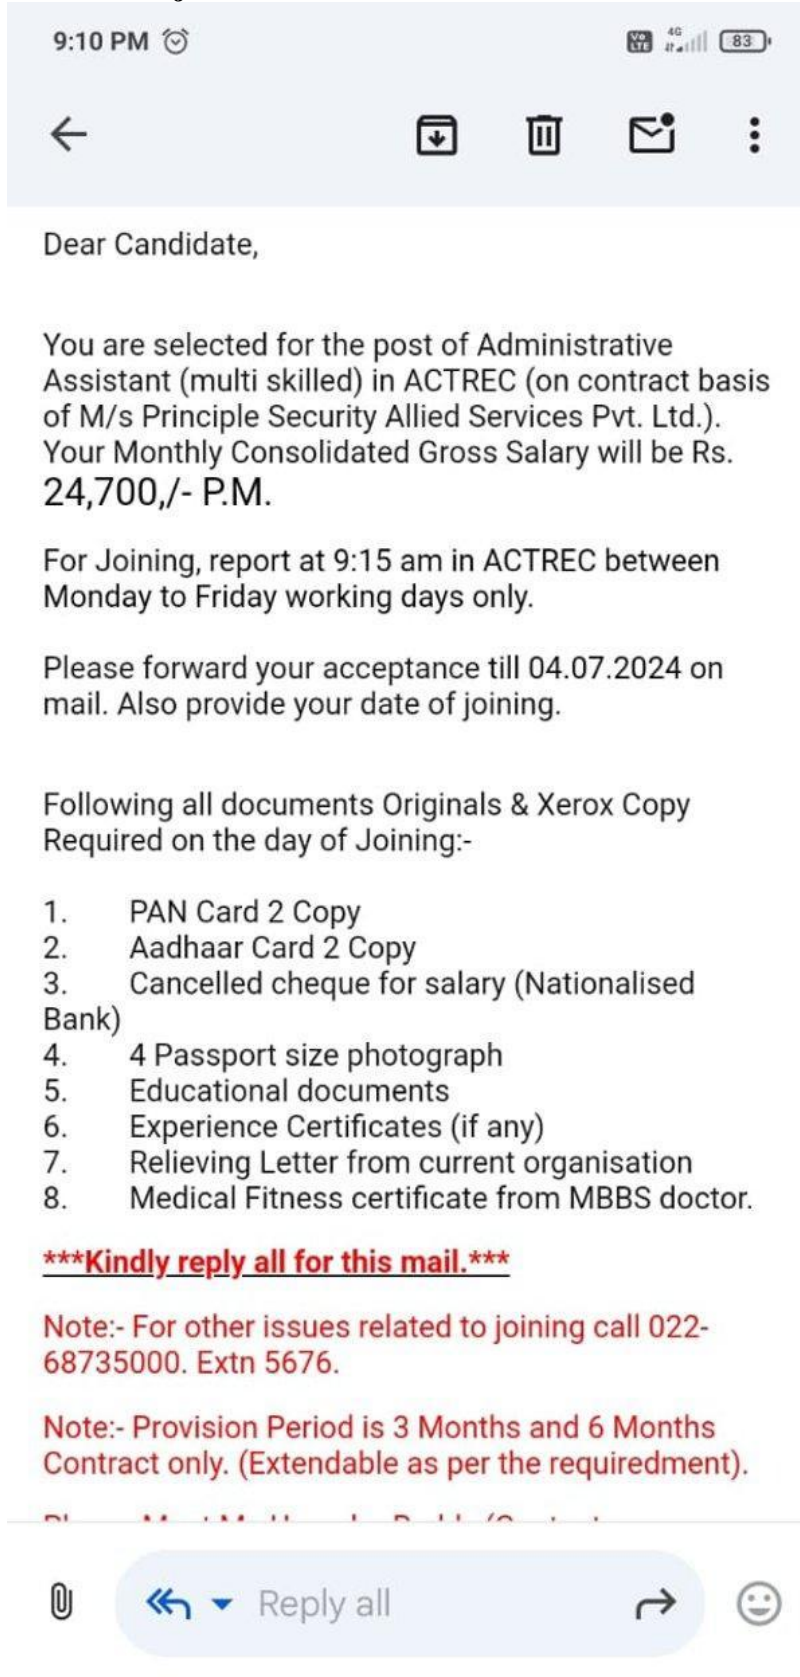 9:10 PM
Vo LTE 4G 83
Dear Candidate,
You are selected for the post of Administrative
Assistant (multi skilled) in ACTREC (on contract basis
of M/s Principle Security Allied Services Pvt. Ltd.).
Your Monthly Consolidated Gross Salary will be Rs.
24,700,/- P.M.
For Joining, report at 9:15 am in ACTREC between
Monday to Friday working days only.
Please forward your acceptance till 04.07.2024 on
mail. Also provide your date of joining.
Following all documents Originals & Xerox Copy
Required on the day of Joining:-
1. PAN Card 2 Copy
2. Aadhaar Card 2 Copy
3. Cancelled cheque for salary (Nationalised
Bank)
4. 4 Passport size photograph
5. Educational documents
6. Experience Certificates (if any)
7. Relieving Letter from current organisation
8. Medical Fitness certificate from MBBS doctor.
***Kindly reply all for this mail.***
Note:- For other issues related to joining call 022-
68735000. Extn 5676.
Note:- Provision Period is 3 Months and 6 Months
Contract only. (Extendable as per the requiredment).
Reply all